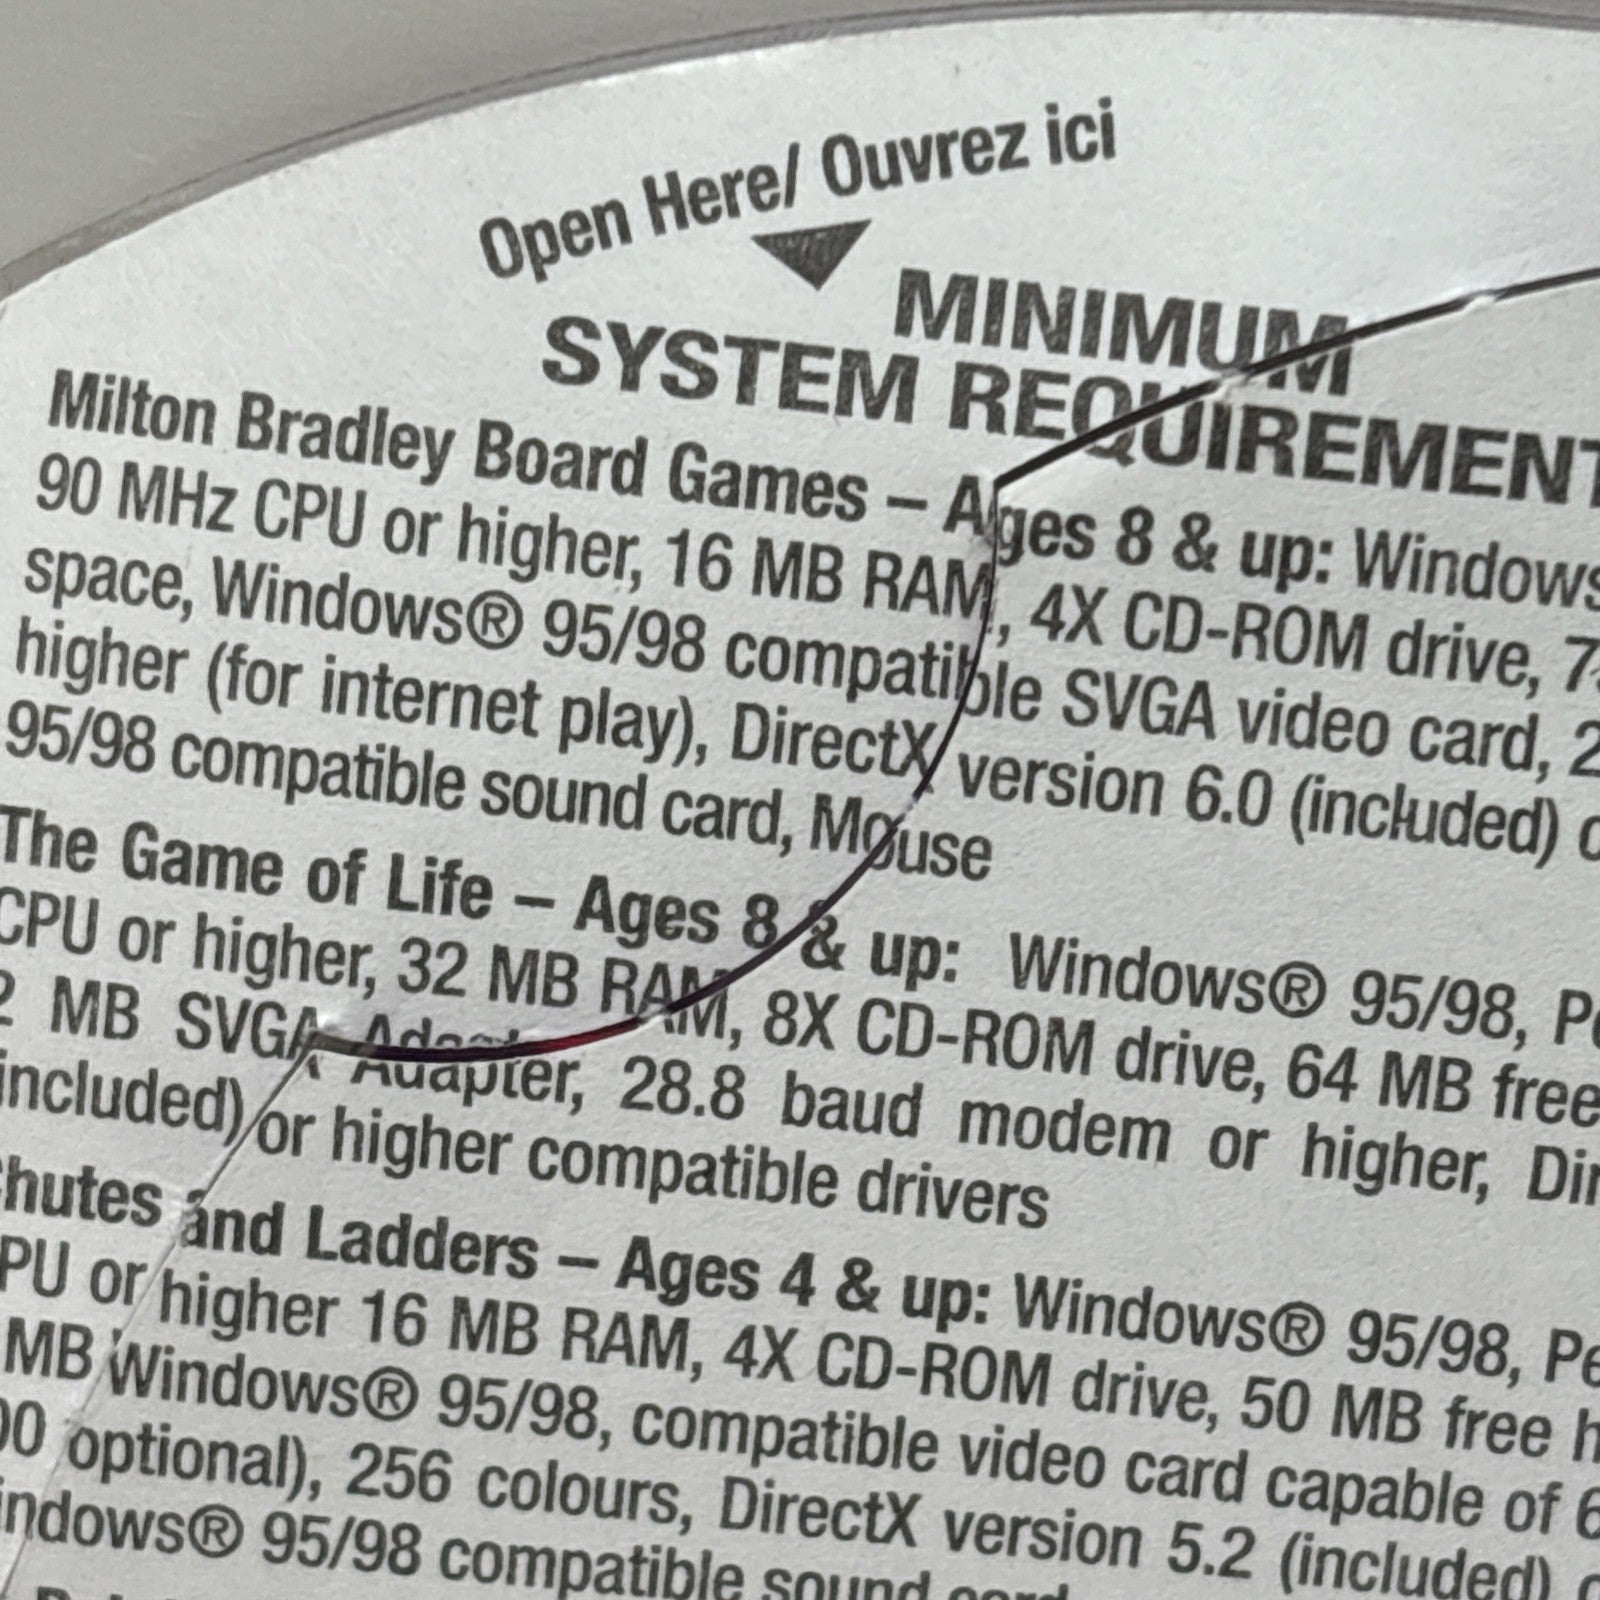 Open Here/ Ouvrez ici
MINIMUM
SYSTEM
Milton Bradley Board Games – Ages 8 & up: Windows
90 MHz CPU or higher, 16 MB RAM, 4X CD-ROM drive,
space, Windows® 95/98 compatible SVGA video card, 2
higher (for internet play), DirectX version 6.0 (included)
95/98 compatible sound card, Mouse
The Game of Life – Ages 8 & up: Windows® 95/98,
CPU or higher, 32 MB RAM, 8X CD-ROM drive, 64 MB free
2 MB SVGA Adapter, 28.8 baud modem or higher,
included) or higher compatible drivers
and Ladders – Ages 4 & up: Windows® 95/98,
or higher 16 MB RAM, 4X CD-ROM drive, 50 MB free
MB Windows® 95/98, compatible video card capable of
optional), 256 colours, DirectX version 5.2 (included)
95/98 compatible sound card